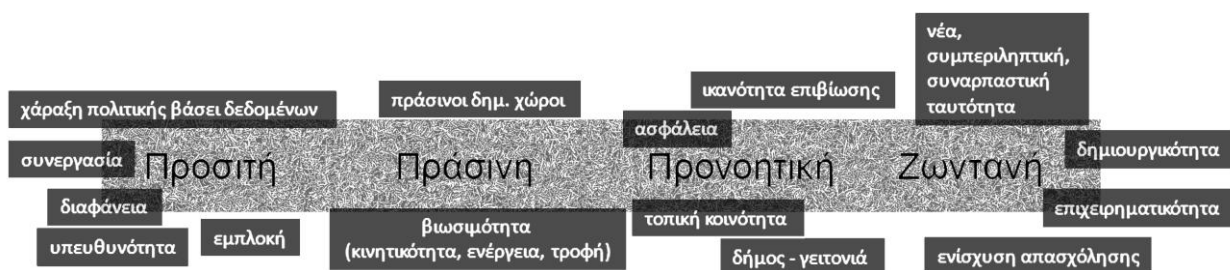 νέα,
συμπεριληπτική,
συναρπαστική
ταυτότητα
χάραξη πολιτικής βάσει δεδομένων
πράσινοι δημ. χώροι
ικανότητα επιβίωσης
ασφάλεια
συνεργασία
Προσιτή
Πράσινη
Προνοητική
Ζωντανή
δημιουργικότητα
διαφάνεια
υπευθυνότητα
εμπλοκή
βιωσιμότητα
(κινητικότητα, ενέργεια, τροφή)
τοπική κοινότητα
δήμος - γειτονιά
επιχειρηματικότητα
ενίσχυση απασχόλησης